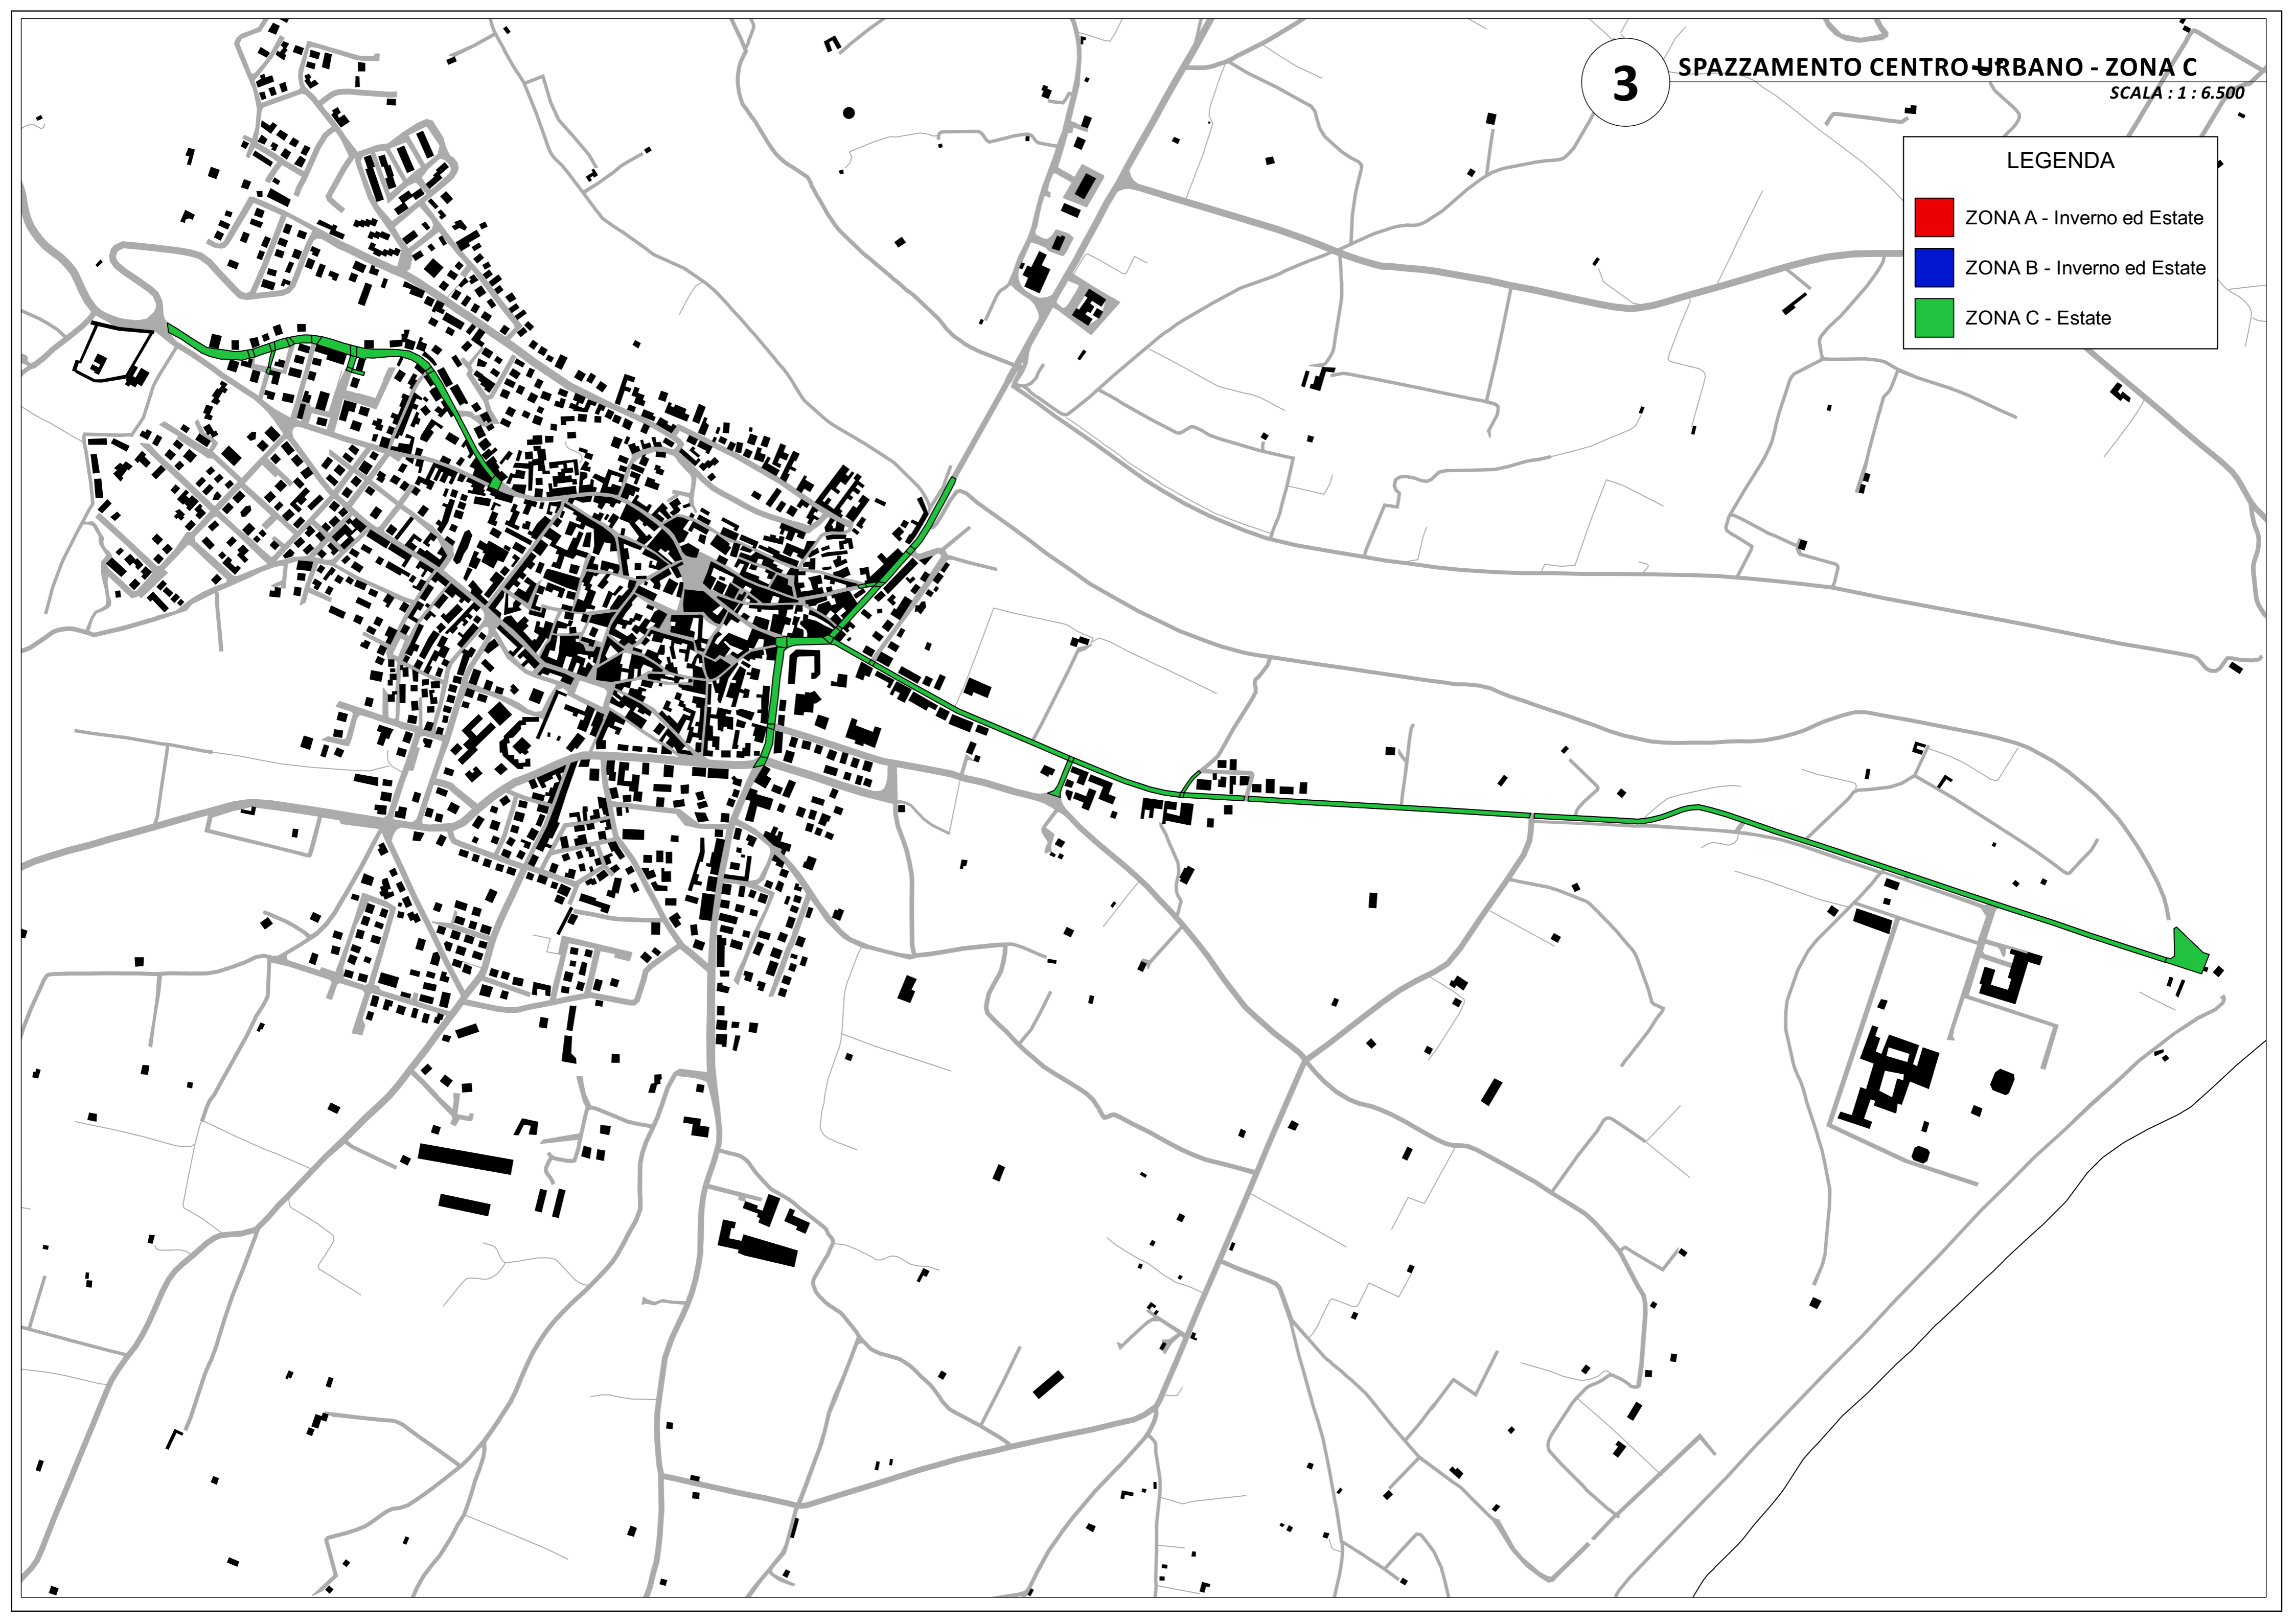 3
SPAZZAMENTO CENTRO URBANO - ZONA C
SCALA : 1 : 6.500
LEGENDA
ZONA A - Inverno ed Estate
ZONA B - Inverno ed Estate
ZONA C - Estate